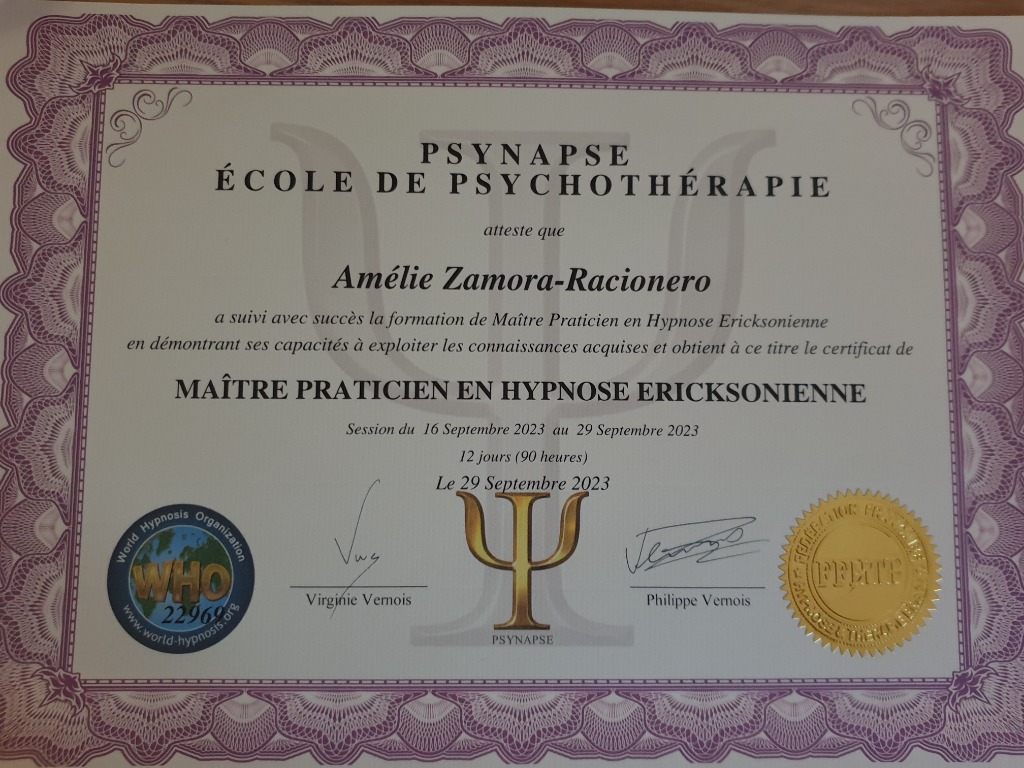 PSYNAPSE
ÉCOLE DE PSYCHOTHÉRAPIE
atteste que
Amélie Zamora-Racionero
a suivi avec succès la formation de Maître Praticien en Hypnose Ericksonienne
en démontrant ses capacités à exploiter les connaissances acquises et obtient à ce titre le certificat de
MAÎTRE PRATICIEN EN HYPNOSE ERICKSONIENNE
Session du 16 Septembre 2023 au 29 Septembre 2023
12 jours (90 heures)
Le 29 Septembre 2023
World Hypnosis Organization
WHO
22969
www.world-hypnosis.org
Virginie Vernois
PSYNAPSE
Philippe Vernois